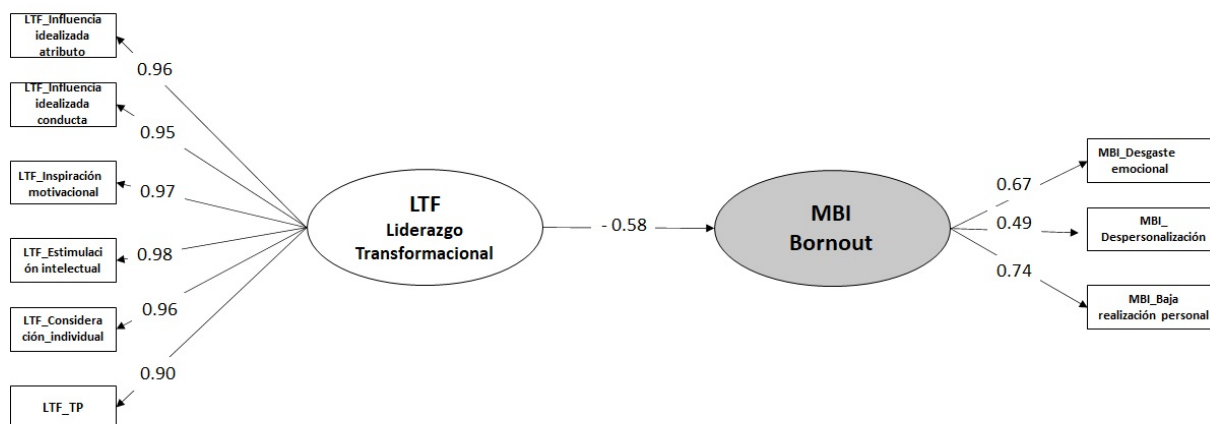 LTF_Influencia
idealizada
atributo
0.96
LTF_Influencia
idealizada
conducta
0.95
LTF_Inspiración
motivacional
0.97
LTF_Estimulaci
ón intelectual
0.98
LTF_Considera
ción_individual
0.96
LTF_TP
0.90
LTF
Liderazgo
Transformacional
- 0.58
MBI
Bornout
0.67
0.49
0.74
MBI_Desgaste
emocional
MBI_
Despersonalización
MBI_Baja
realización personal